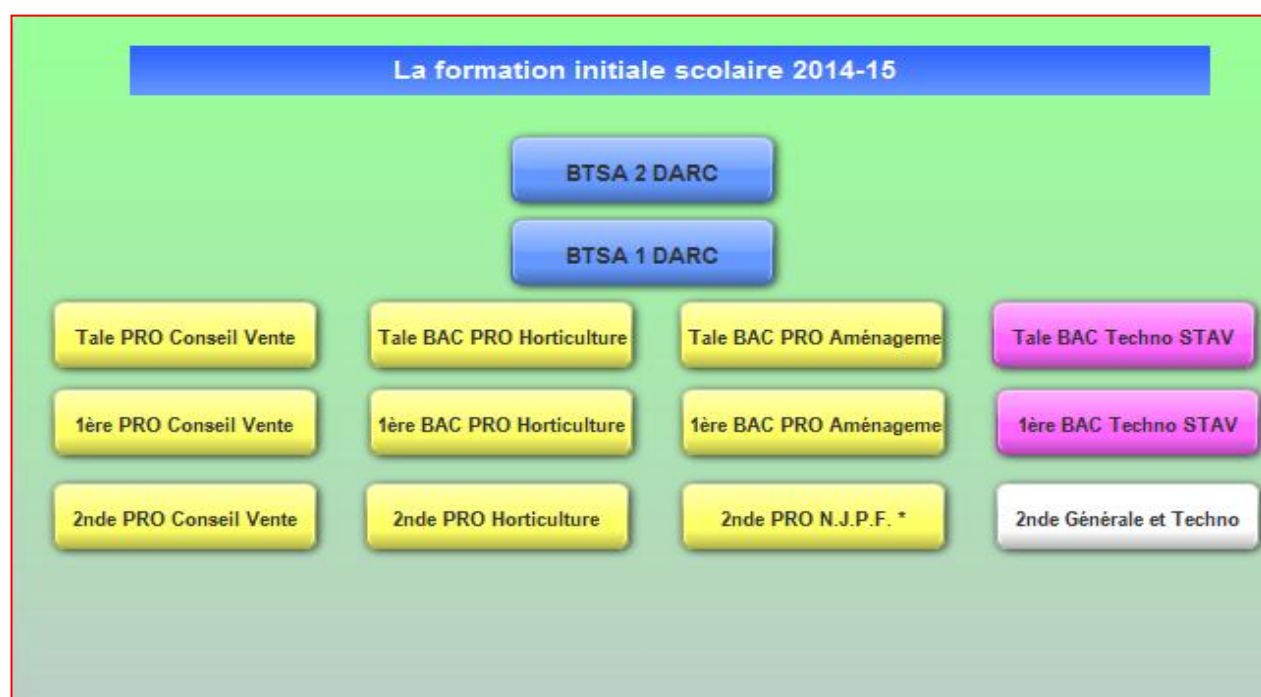 La formation initiale scolaire 2014-15
BTSA 2 DARC
BTSA 1 DARC
Tale PRO Conseil Vente
Tale BAC PRO Horticulture
Tale BAC PRO Aménageme
Tale BAC Techno STAV
1ère PRO Conseil Vente
1ère BAC PRO Horticulture
1ère BAC PRO Aménageme
1ère BAC Techno STAV
2nde PRO Conseil Vente
2nde PRO Horticulture
2nde PRO N.J.P.F. *
2nde Générale et Techno